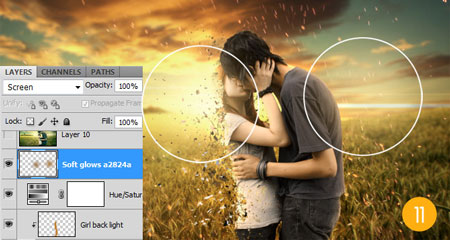 LAYERS CHANNELS PATHS
Screen Opacity: 100%
Unify: Propagate Fram
Lock: Fill: 100%
Layer 10
Soft glows a2824a
Hue/Satur
Girl back light
11